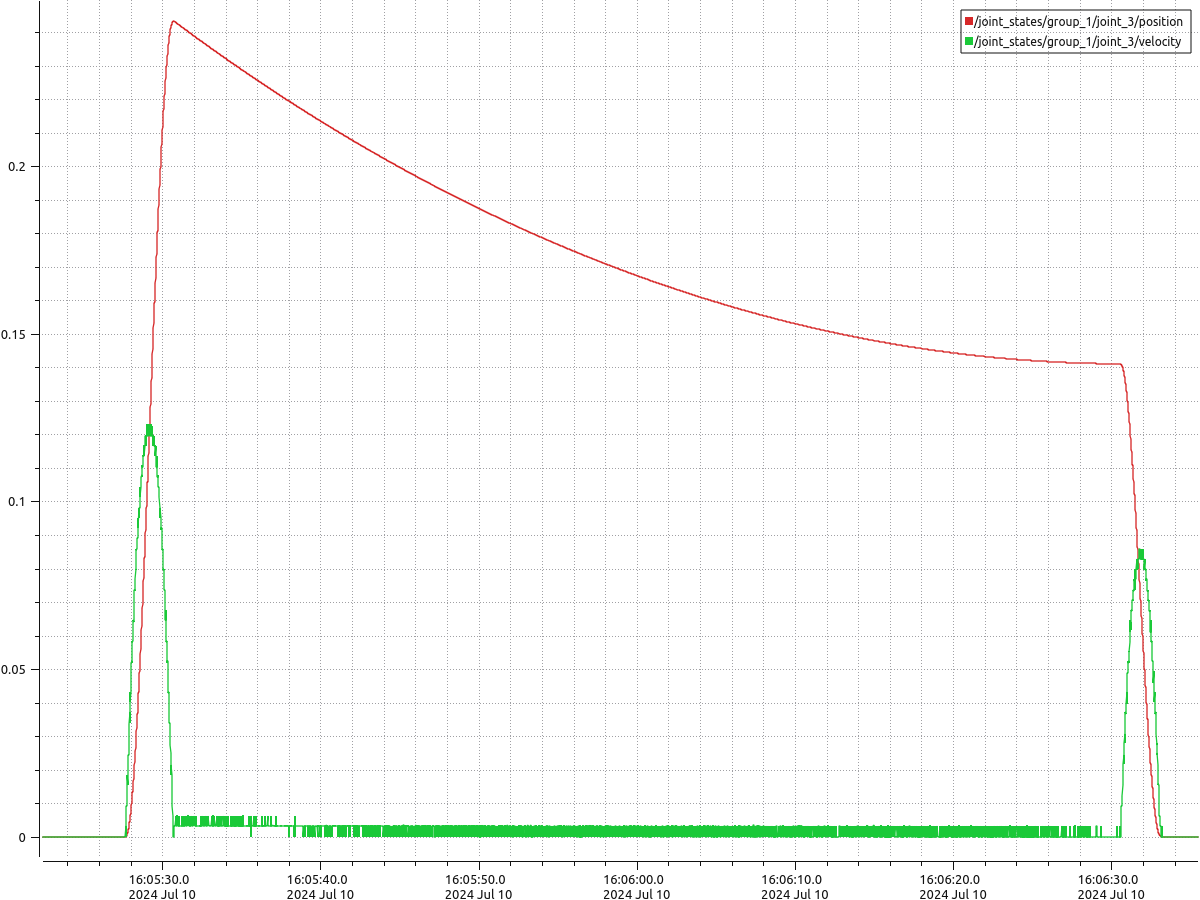 /joint_states/group_1/joint_3/position
/joint_states/group_1/joint_3/velocity
0.2
0.15
0.1
0.05
0
16:05:30.0 16:05:40.0 16:05:50.0 16:06:00.0 16:06:10.0 16:06:20.0 16:06:30.0
2024 Jul 10 2024 Jul 10 2024 Jul 10 2024 Jul 10 2024 Jul 10 2024 Jul 10 2024 Jul 10